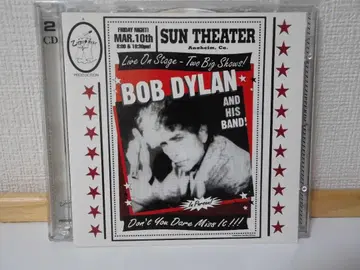 2
CD
PRODUCTION
FRIDAY NIGHT!
MAR. 10th
8:00 & 10:30pm!
SUN THEATER
Anaheim, Ca.
Live On Stage - Two Big Shows!
BOB DYLAN
AND
HIS
BAND!
In Person!
Don't You Dare Miss It!!!